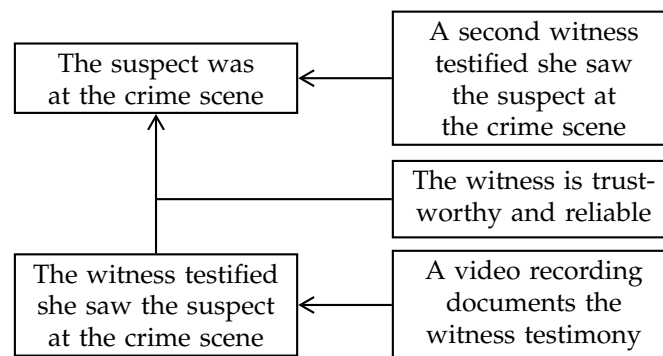 The suspect was
at the crime scene
A second witness
testified she saw
the suspect at
the crime scene
The witness is trust-
worthy and reliable
The witness testified
she saw the suspect
at the crime scene
A video recording
documents the
witness testimony